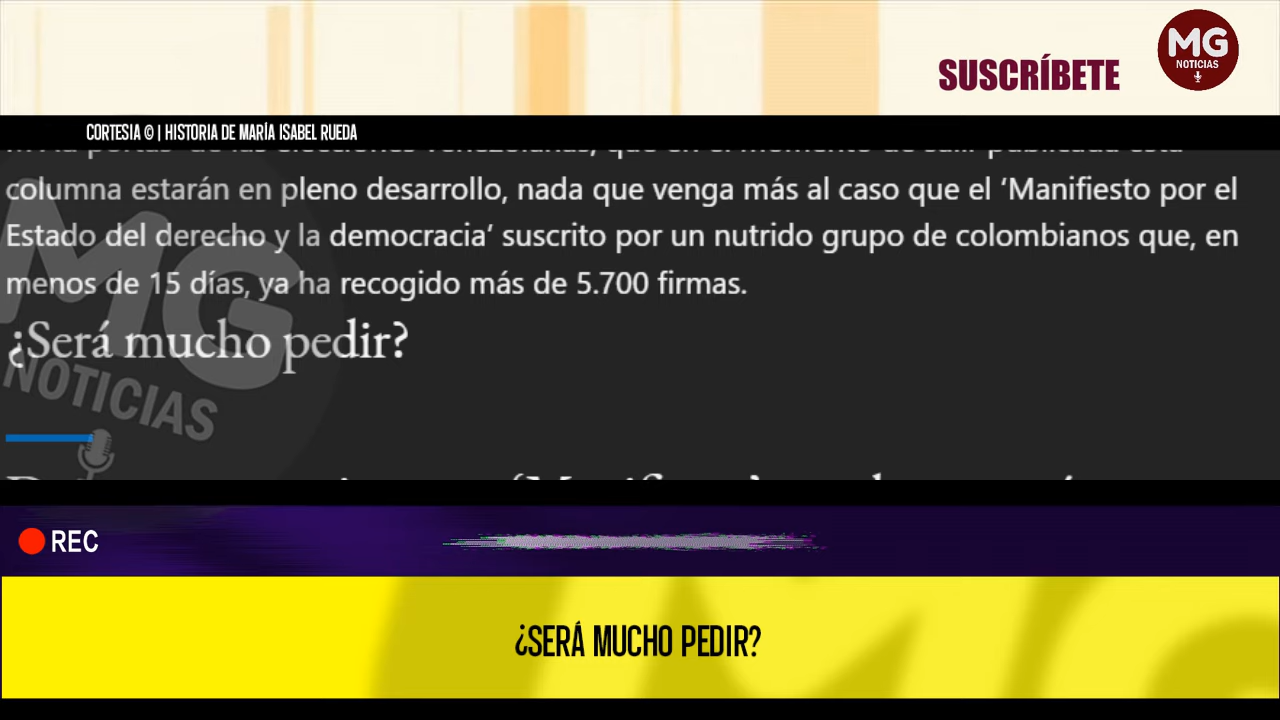 SUSCRÍBETE
MG
NOTICIAS
CORTESIA © | HISTORIA DE MARÍA ISABEL RUEDA
columna estarán en pleno desarrollo, nada que venga más al caso que el ‘Manifiesto por el
Estado del derecho y la democracia’ suscrito por un nutrido grupo de colombianos que, en
menos de 15 días, ya ha recogido más de 5.700 firmas.
¿Será mucho pedir?
MG
NOTICIAS
REC
¿SERÁ MUCHO PEDIR?